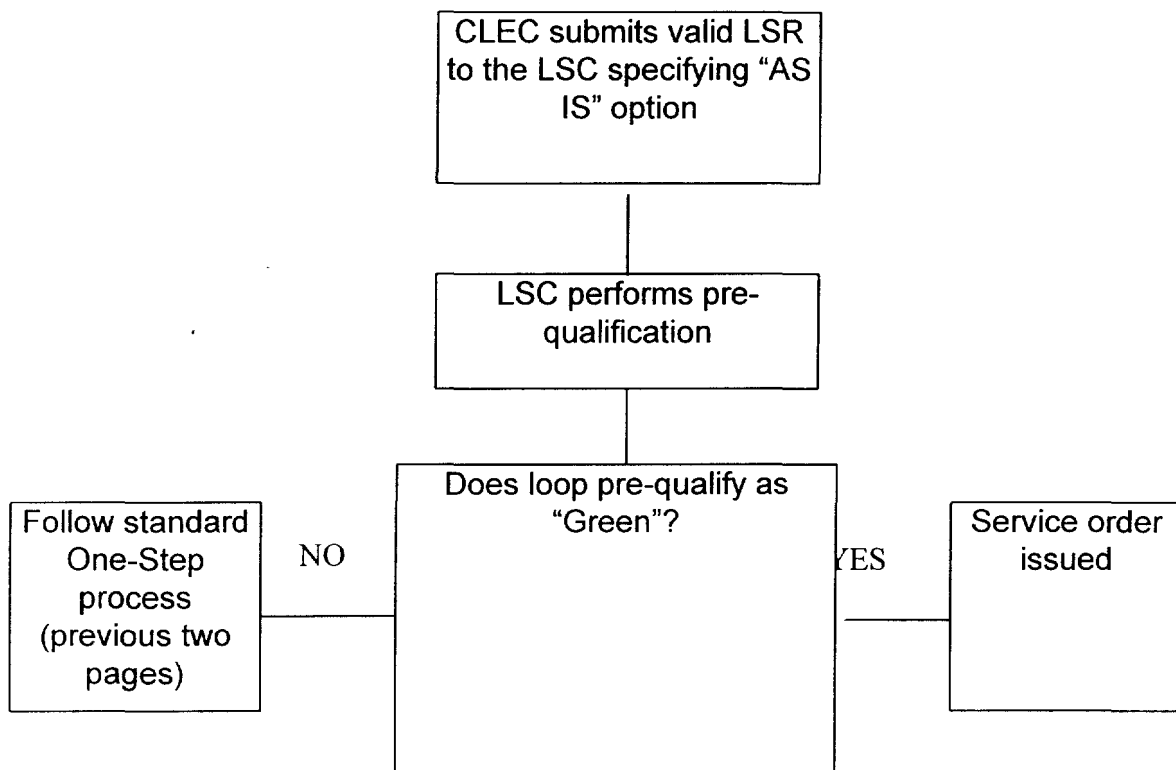 CLEC submits valid LSR
to the LSC specifying “AS
IS” option
LSC performs pre-
qualification
Does loop pre-qualify as
“Green”?
Follow standard
One-Step
process
(previous two
pages)
NO
YES
Service order
issued